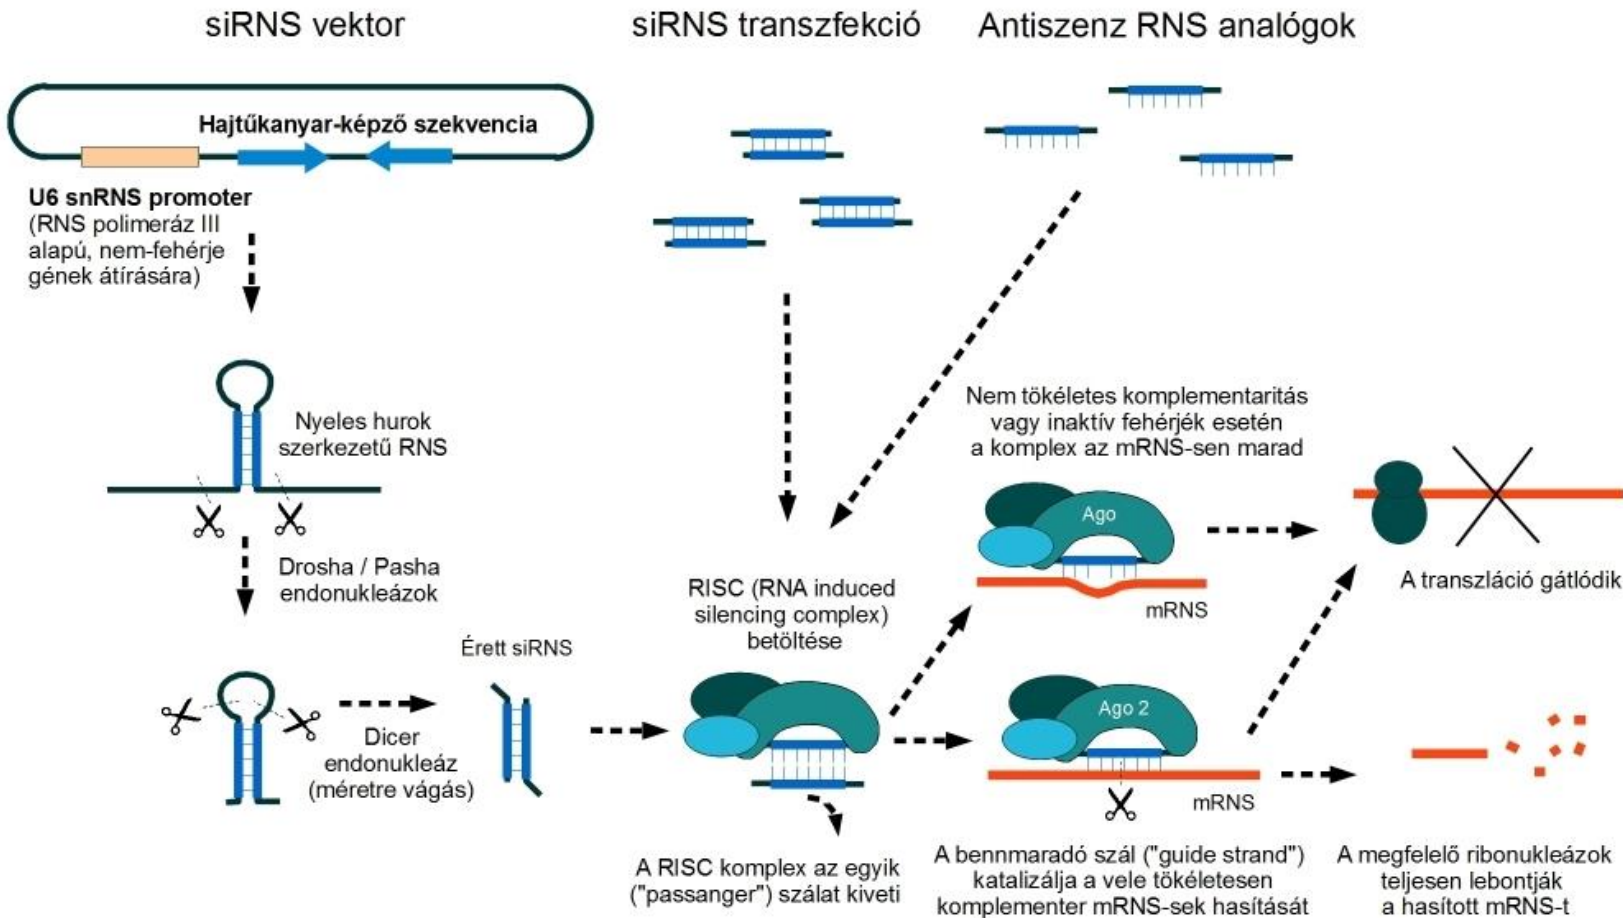 siRNS vektor
siRNS transzfekció
Antiszenz RNS analógok
Hajtűkanyar-képző szekvencia
U6 snRNS promoter
(RNS polimeráz III
alapú, nem-fehérje
gének átírására)
Nyeles hurok
szerkezetű RNS
Drosha / Pasha
endonukleázok
Dicer
endonukleáz
(méretre vágás)
Érett siRNS
RISC (RNA induced
silencing complex)
betöltése
A RISC komplex az egyik
("passanger") szálat kiveti
Nem tökéletes komplementaritás
vagy inaktív fehérjék esetén
a komplex az mRNS-sen marad
Ago
mRNS
A transzláció gátlódik
Ago 2
mRNS
A bennmaradó szál ("guide strand")
katalizálja a vele tökéletesen
komplementer mRNS-sek hasítását
A megfelelő ribonukleázok
teljesen lebontják
a hasított mRNS-t